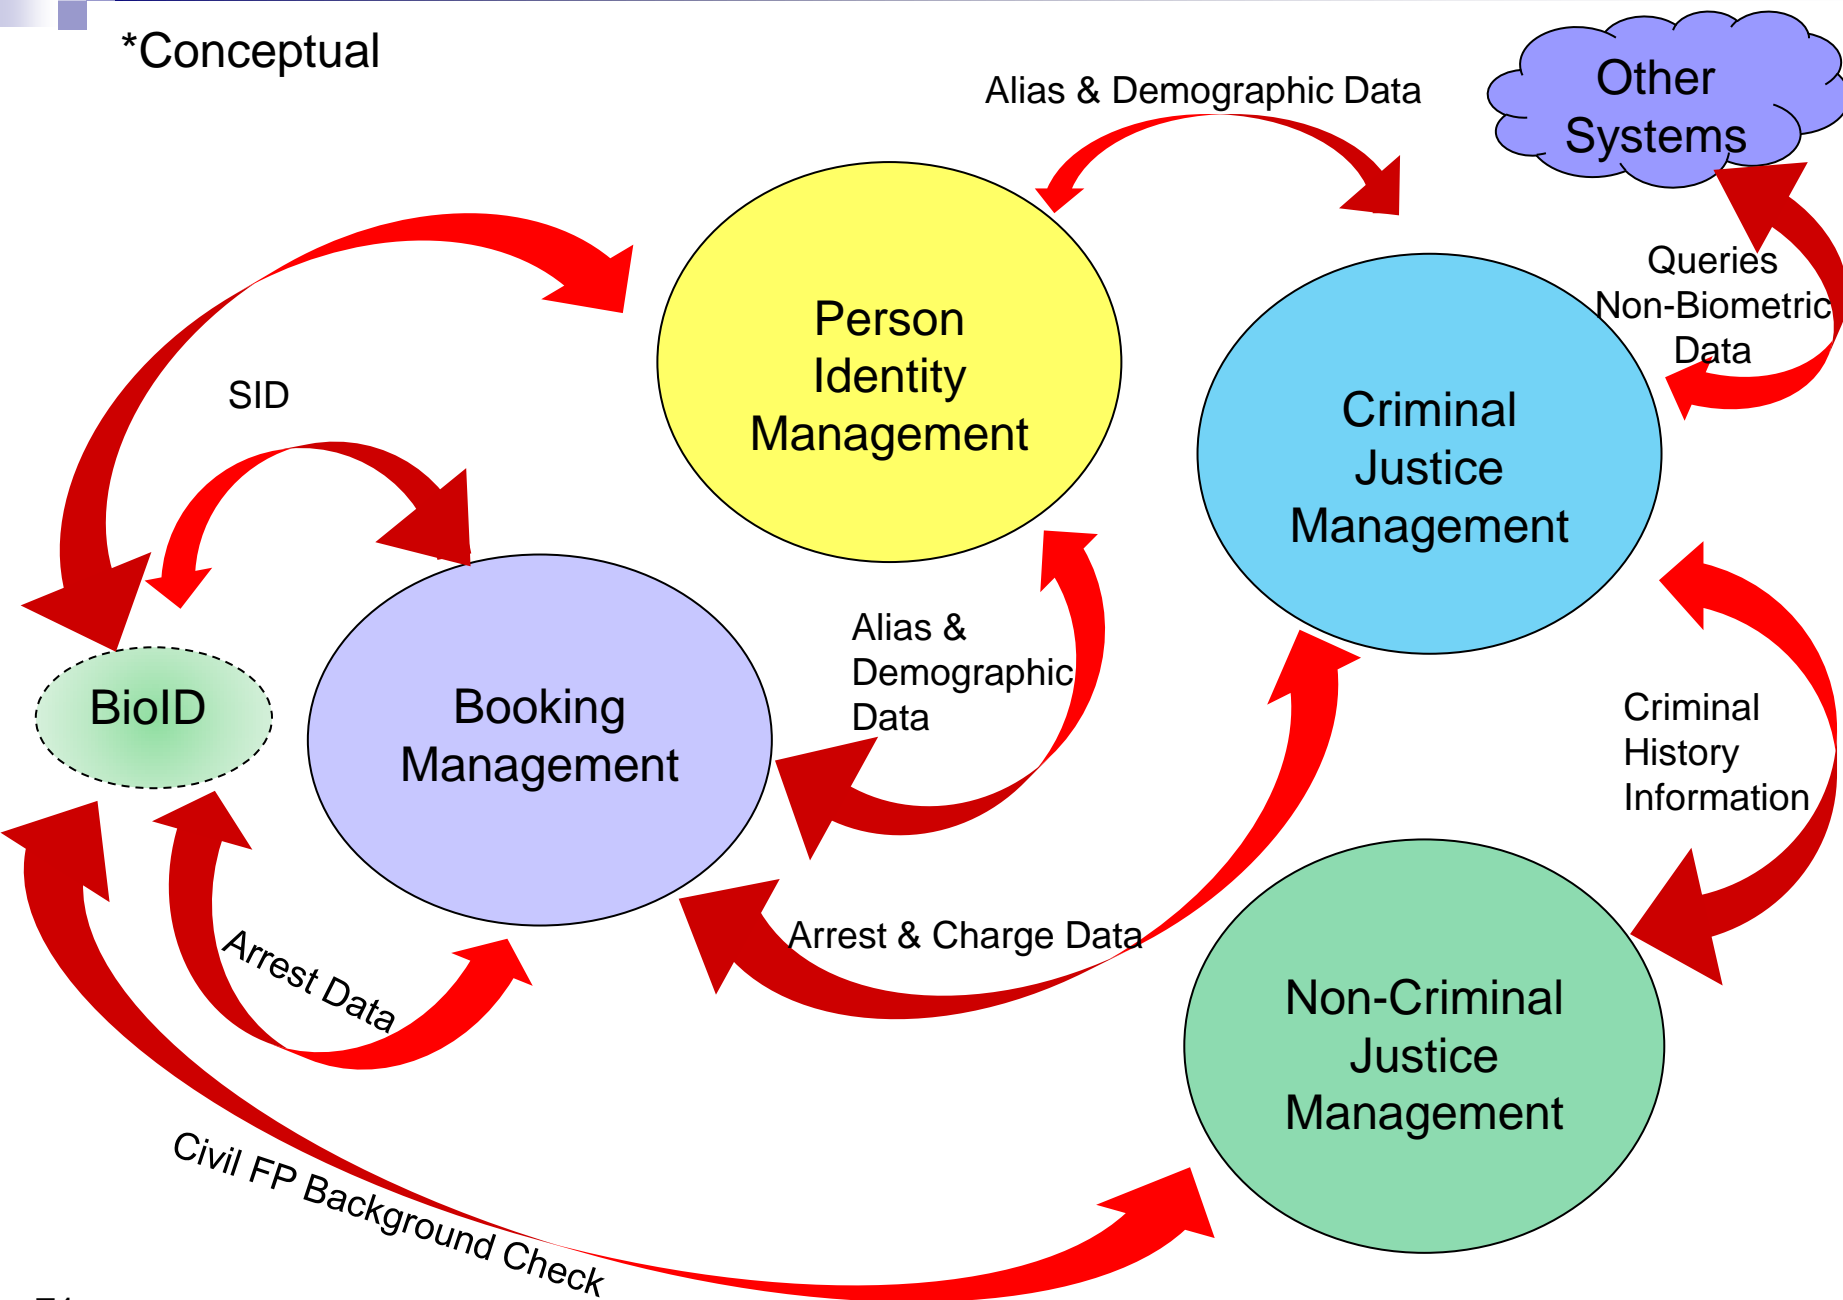 *Conceptual
Alias & Demographic Data
Other
Systems
Queries
Non-Biometric
Data
Person
Identity
Management
SID
Criminal
Justice
Management
Alias &
Demographic
Data
BioID
Booking
Management
Criminal
History
Information
Arrest & Charge Data
Arrest Data
Non-Criminal
Justice
Management
Civil FP Background Check